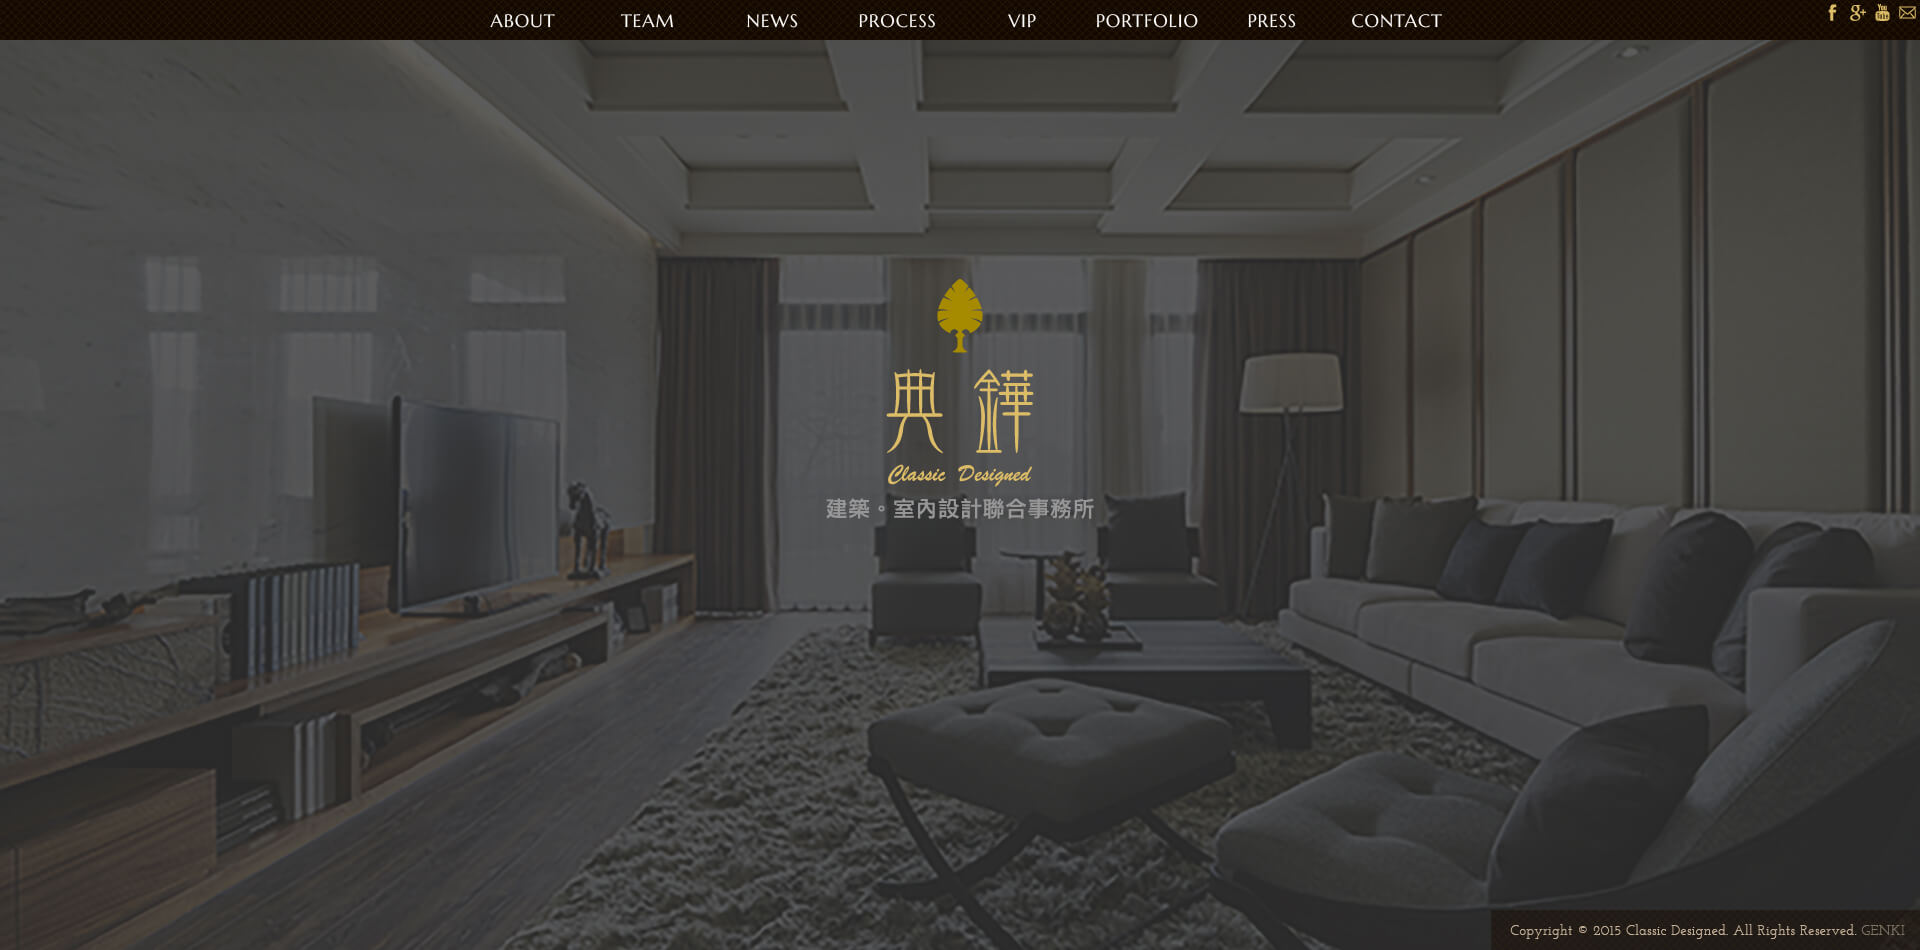 ABOUT TEAM NEWS PROCESS VIP PORTFOLIO PRESS CONTACT
典鏵
Classic Designed
建築。室內設計聯合事務所
Copyright © 2015 Classic Designed. All Rights Reserved. GENKI